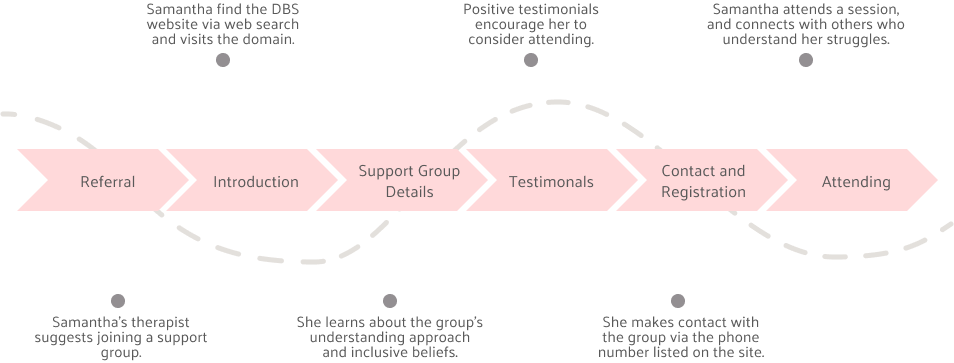 Samantha find the DBS
website via web search
and visits the domain.
Positive testimonials
encourage her to
consider attending.
Samantha attends a session,
and connects with others who
understand her struggles.
Referral
Introduction
Support Group
Details
Testimonals
Contact and
Registration
Attending
Samantha's therapist
suggests joining a support
group.
She learns about the group's
understanding approach
and inclusive beliefs.
She makes contact with
the group via the phone
number listed on the site.